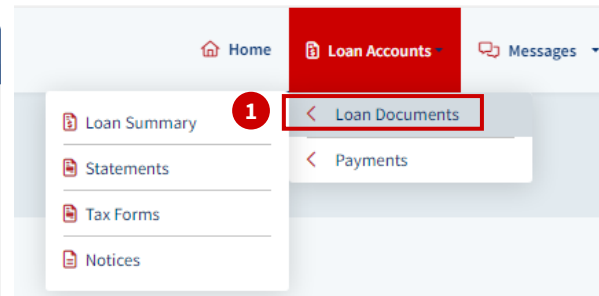 Home
Loan Accounts
Messages
1
Loan Documents
Payments
Loan Summary
Statements
Tax Forms
Notices